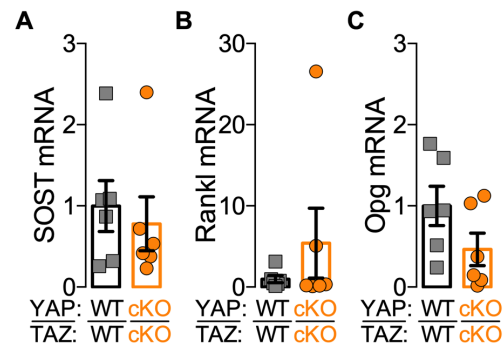 A
SOST mRNA
3
2
1
0
YAP: WT cKO
TAZ: WT cKO
B
Rankl mRNA
30
20
10
0
YAP: WT cKO
TAZ: WT cKO
C
Opg mRNA
3
2
1
0
YAP: WT cKO
TAZ: WT cKO